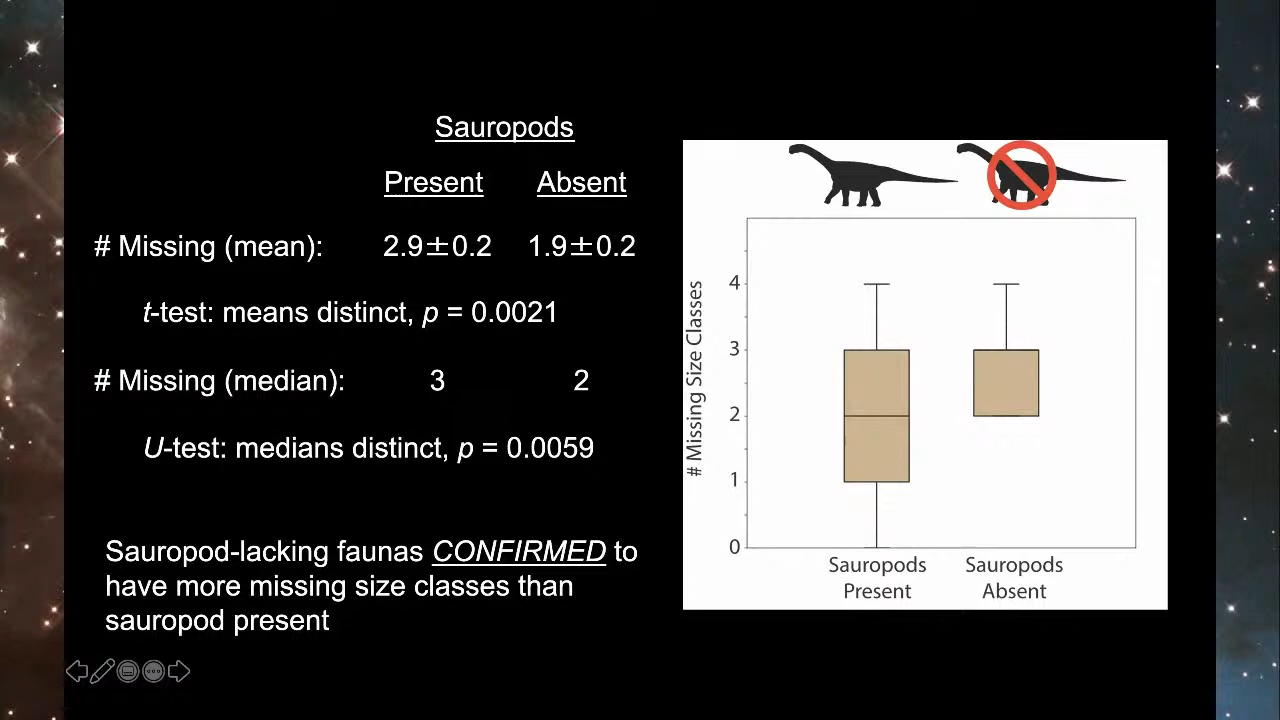 Sauropods
Present Absent
# Missing (mean): 2.9±0.2 1.9±0.2
t-test: means distinct, p = 0.0021
# Missing (median): 3 2
U-test: medians distinct, p = 0.0059
Sauropod-lacking faunas CONFIRMED to
have more missing size classes than
sauropod present
# Missing Size Classes
4
3
2
1
0
Sauropods
Present
Sauropods
Absent